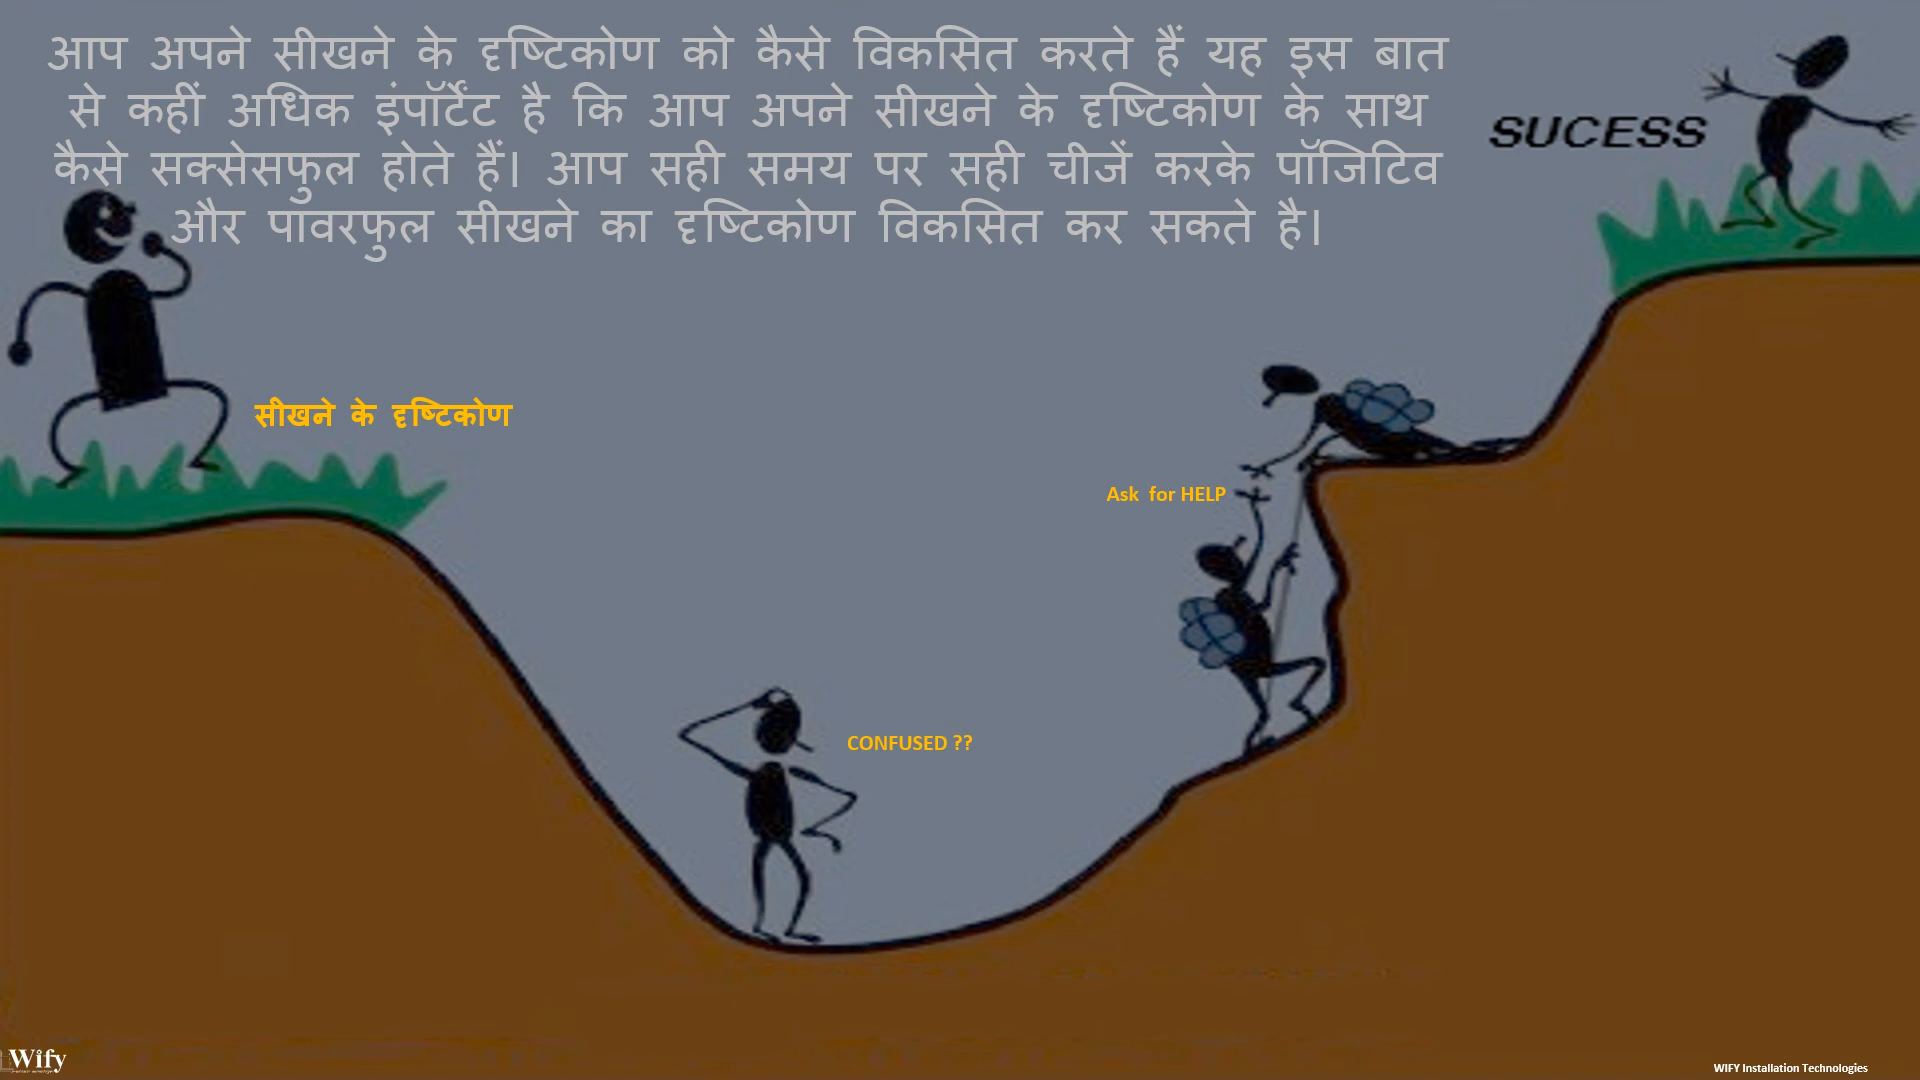 आप अपने सीखने के दृष्टिकोण को कैसे विकसित करते हैं यह इस बात
से कहीं अधिक इंपॉर्टेंट है कि आप अपने सीखने के दृष्टिकोण के साथ
कैसे सक्सेसफुल होते हैं। आप सही समय पर सही चीजें करके पॉजिटिव
और पावरफुल सीखने का दृष्टिकोण विकसित कर सकते है।
SUCESS
सीखने के दृष्टिकोण
Ask for HELP
CONFUSED ??
Wify
WIFY Installation Technologies